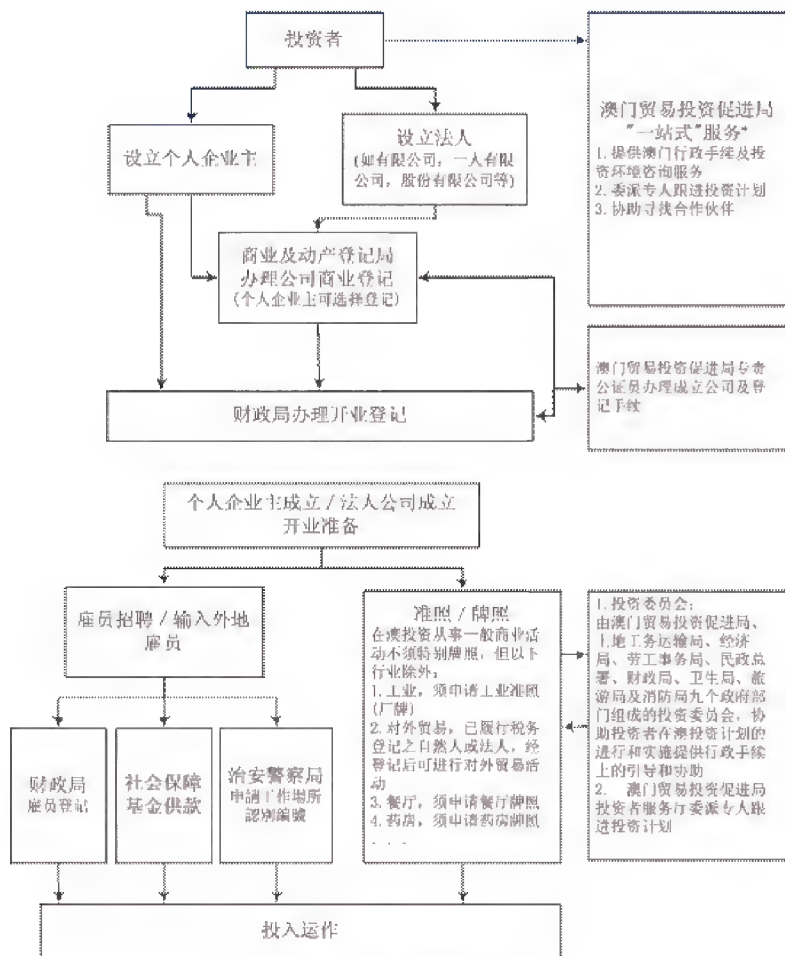 投资者
澳门贸易投资促进局
"一站式"服务*
1. 提供澳门行政手续及投
资环境咨询服务
2. 委派专人跟进投资计划
3. 协助寻找合作伙伴
设立个人企业主
设立法人
(如有限公司，一人有限
公司，股份有限公司等)
商业及动产登记局
办理公司商业登记
(个人企业主可选择登记)
澳门贸易投资促进局专责
公证员办理成立公司及登
记手续
财政局办理开业登记
个人企业主成立 / 法人公司成立
开业准备
雇员招聘 / 输入外地
雇员
准照 / 牌照
在澳投资从事一般商业活
动不须特别牌照，但以下
行业除外：
1. 工业，须申请工业准照
(厂牌)
2. 对外贸易，已履行税务
登记之自然人或法人，经
登记后可进行对外贸易活
动
3. 餐厅，须申请餐厅牌照
4. 药房，须申请药房牌照
. . .
1. 投资委员会：
由澳门贸易投资促进局、
土地工务运输局、经济
局、劳工事务局、民政总
署、财政局、卫生局、旅
游局及消防局九个政府部
门组成的投资委员会，协
助投资者在澳投资计划的
进行和实施提供行政手续
上的引导和协助
2. 澳门贸易投资促进局
投资者服务厅委派专人跟
进投资计划
财政局
雇员登记
社会保障
基金供款
治安警察局
申請工作場所
認別編號
投入运作